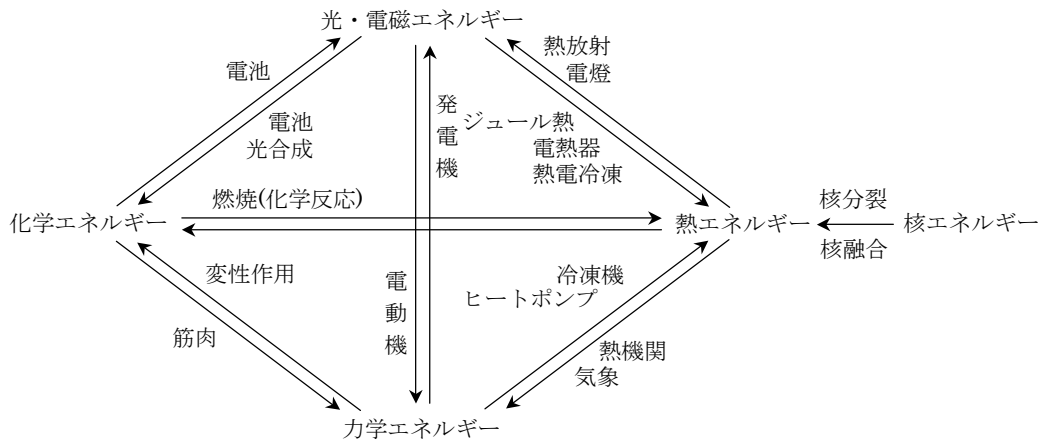 光・電磁エネルギー
電池
電池
光合成
発電機
熱放射
電燈
ジュール熱
電熱器
熱電冷凍
化学エネルギー
燃焼(化学反応)
熱エネルギー
核分裂
核融合
核エネルギー
変性作用
筋肉
電動機
冷凍機
ヒートポンプ
熱機関
気象
力学エネルギー